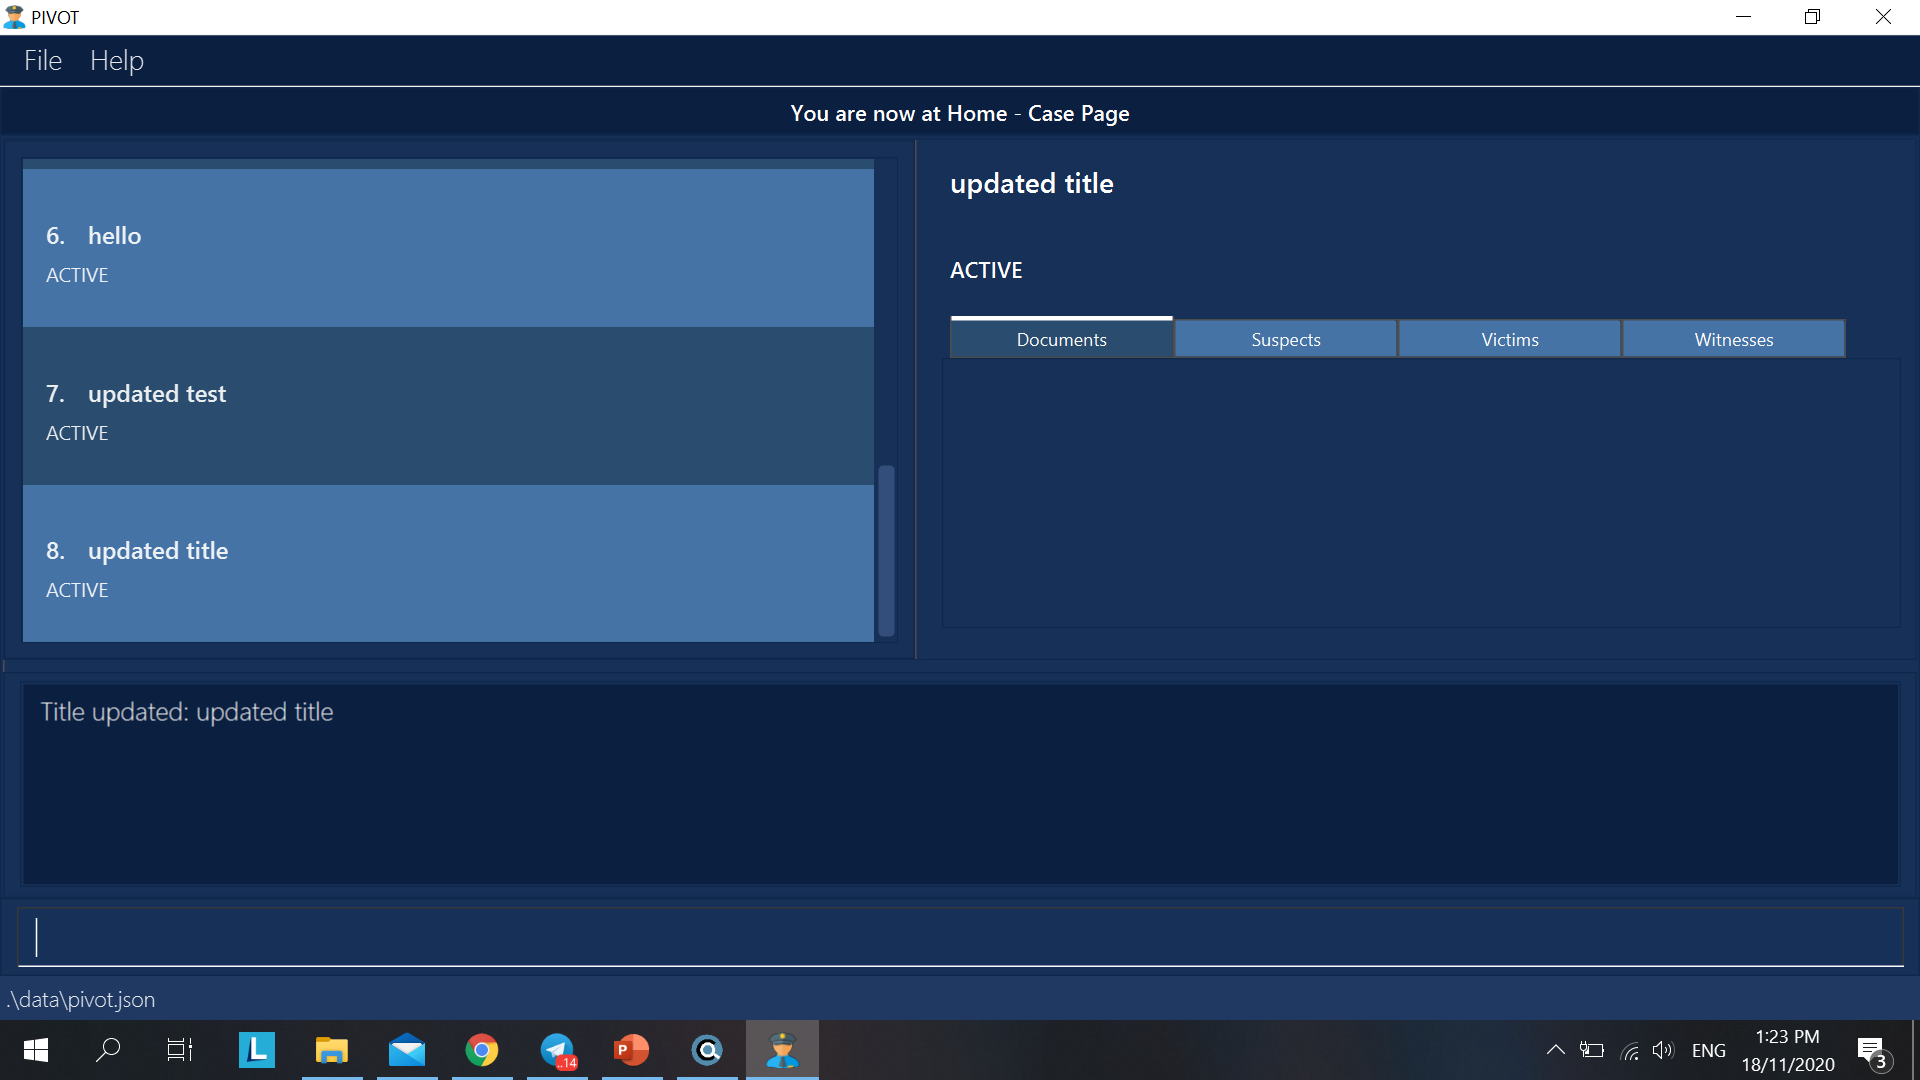 PIVOT
File Help
You are now at Home - Case Page
6. hello
ACTIVE
7. updated test
ACTIVE
8. updated title
ACTIVE
updated title
ACTIVE
Documents Suspects Victims Witnesses
Title updated: updated title
.\data\pivot.json
L
..14
P
ENG
1:23 PM
18/11/2020
3